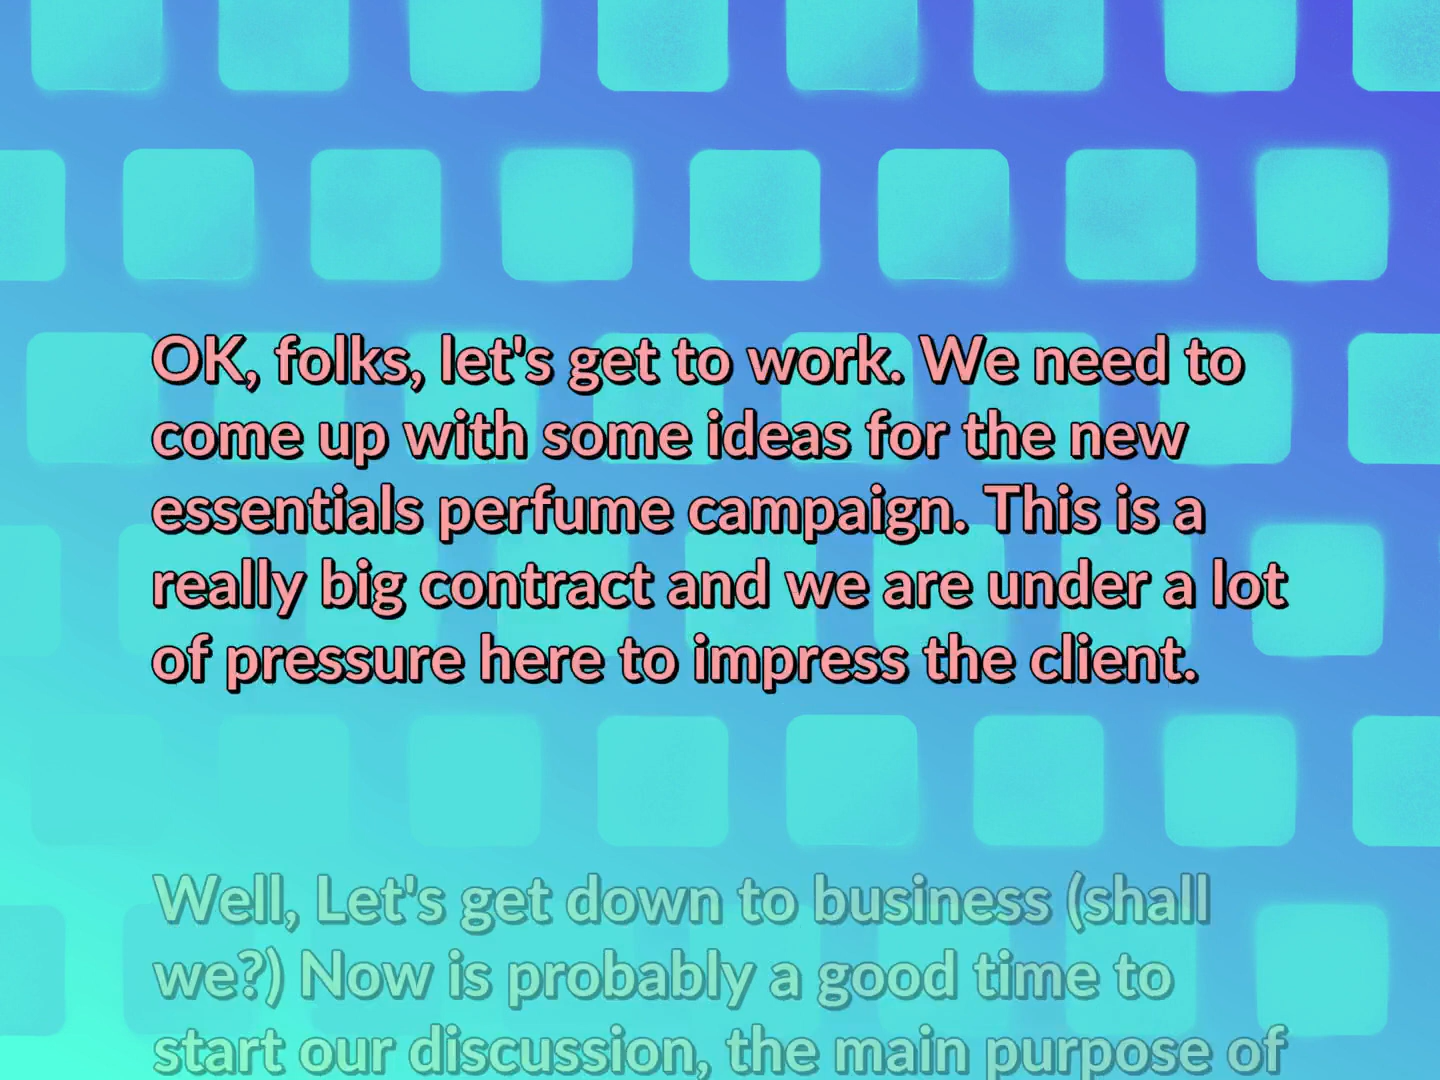 OK, folks, let's get to work. We need to
come up with some ideas for the new
essentials perfume campaign. This is a
really big contract and we are under a lot
of pressure here to impress the client.
Well, Let's get down to business (shall
we?) Now is probably a good time to
start our discussion, the main purpose of